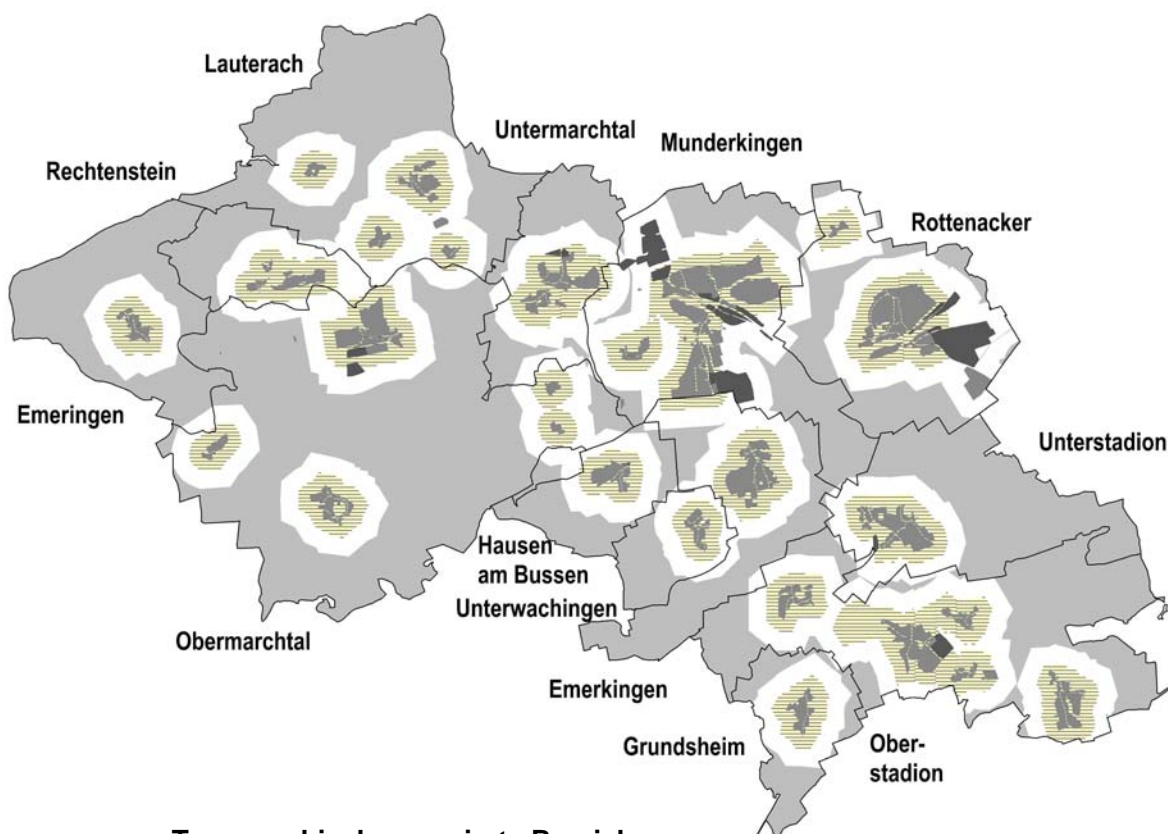 Lauterach
Untermarchtal
Munderkingen
Rechtenstein
Rottenacker
Emeringen
Unterstadion
Hausen
am Bussen
Unterwachingen
Obermarchtal
Emerkingen
Grundsheim
Ober-
stadion